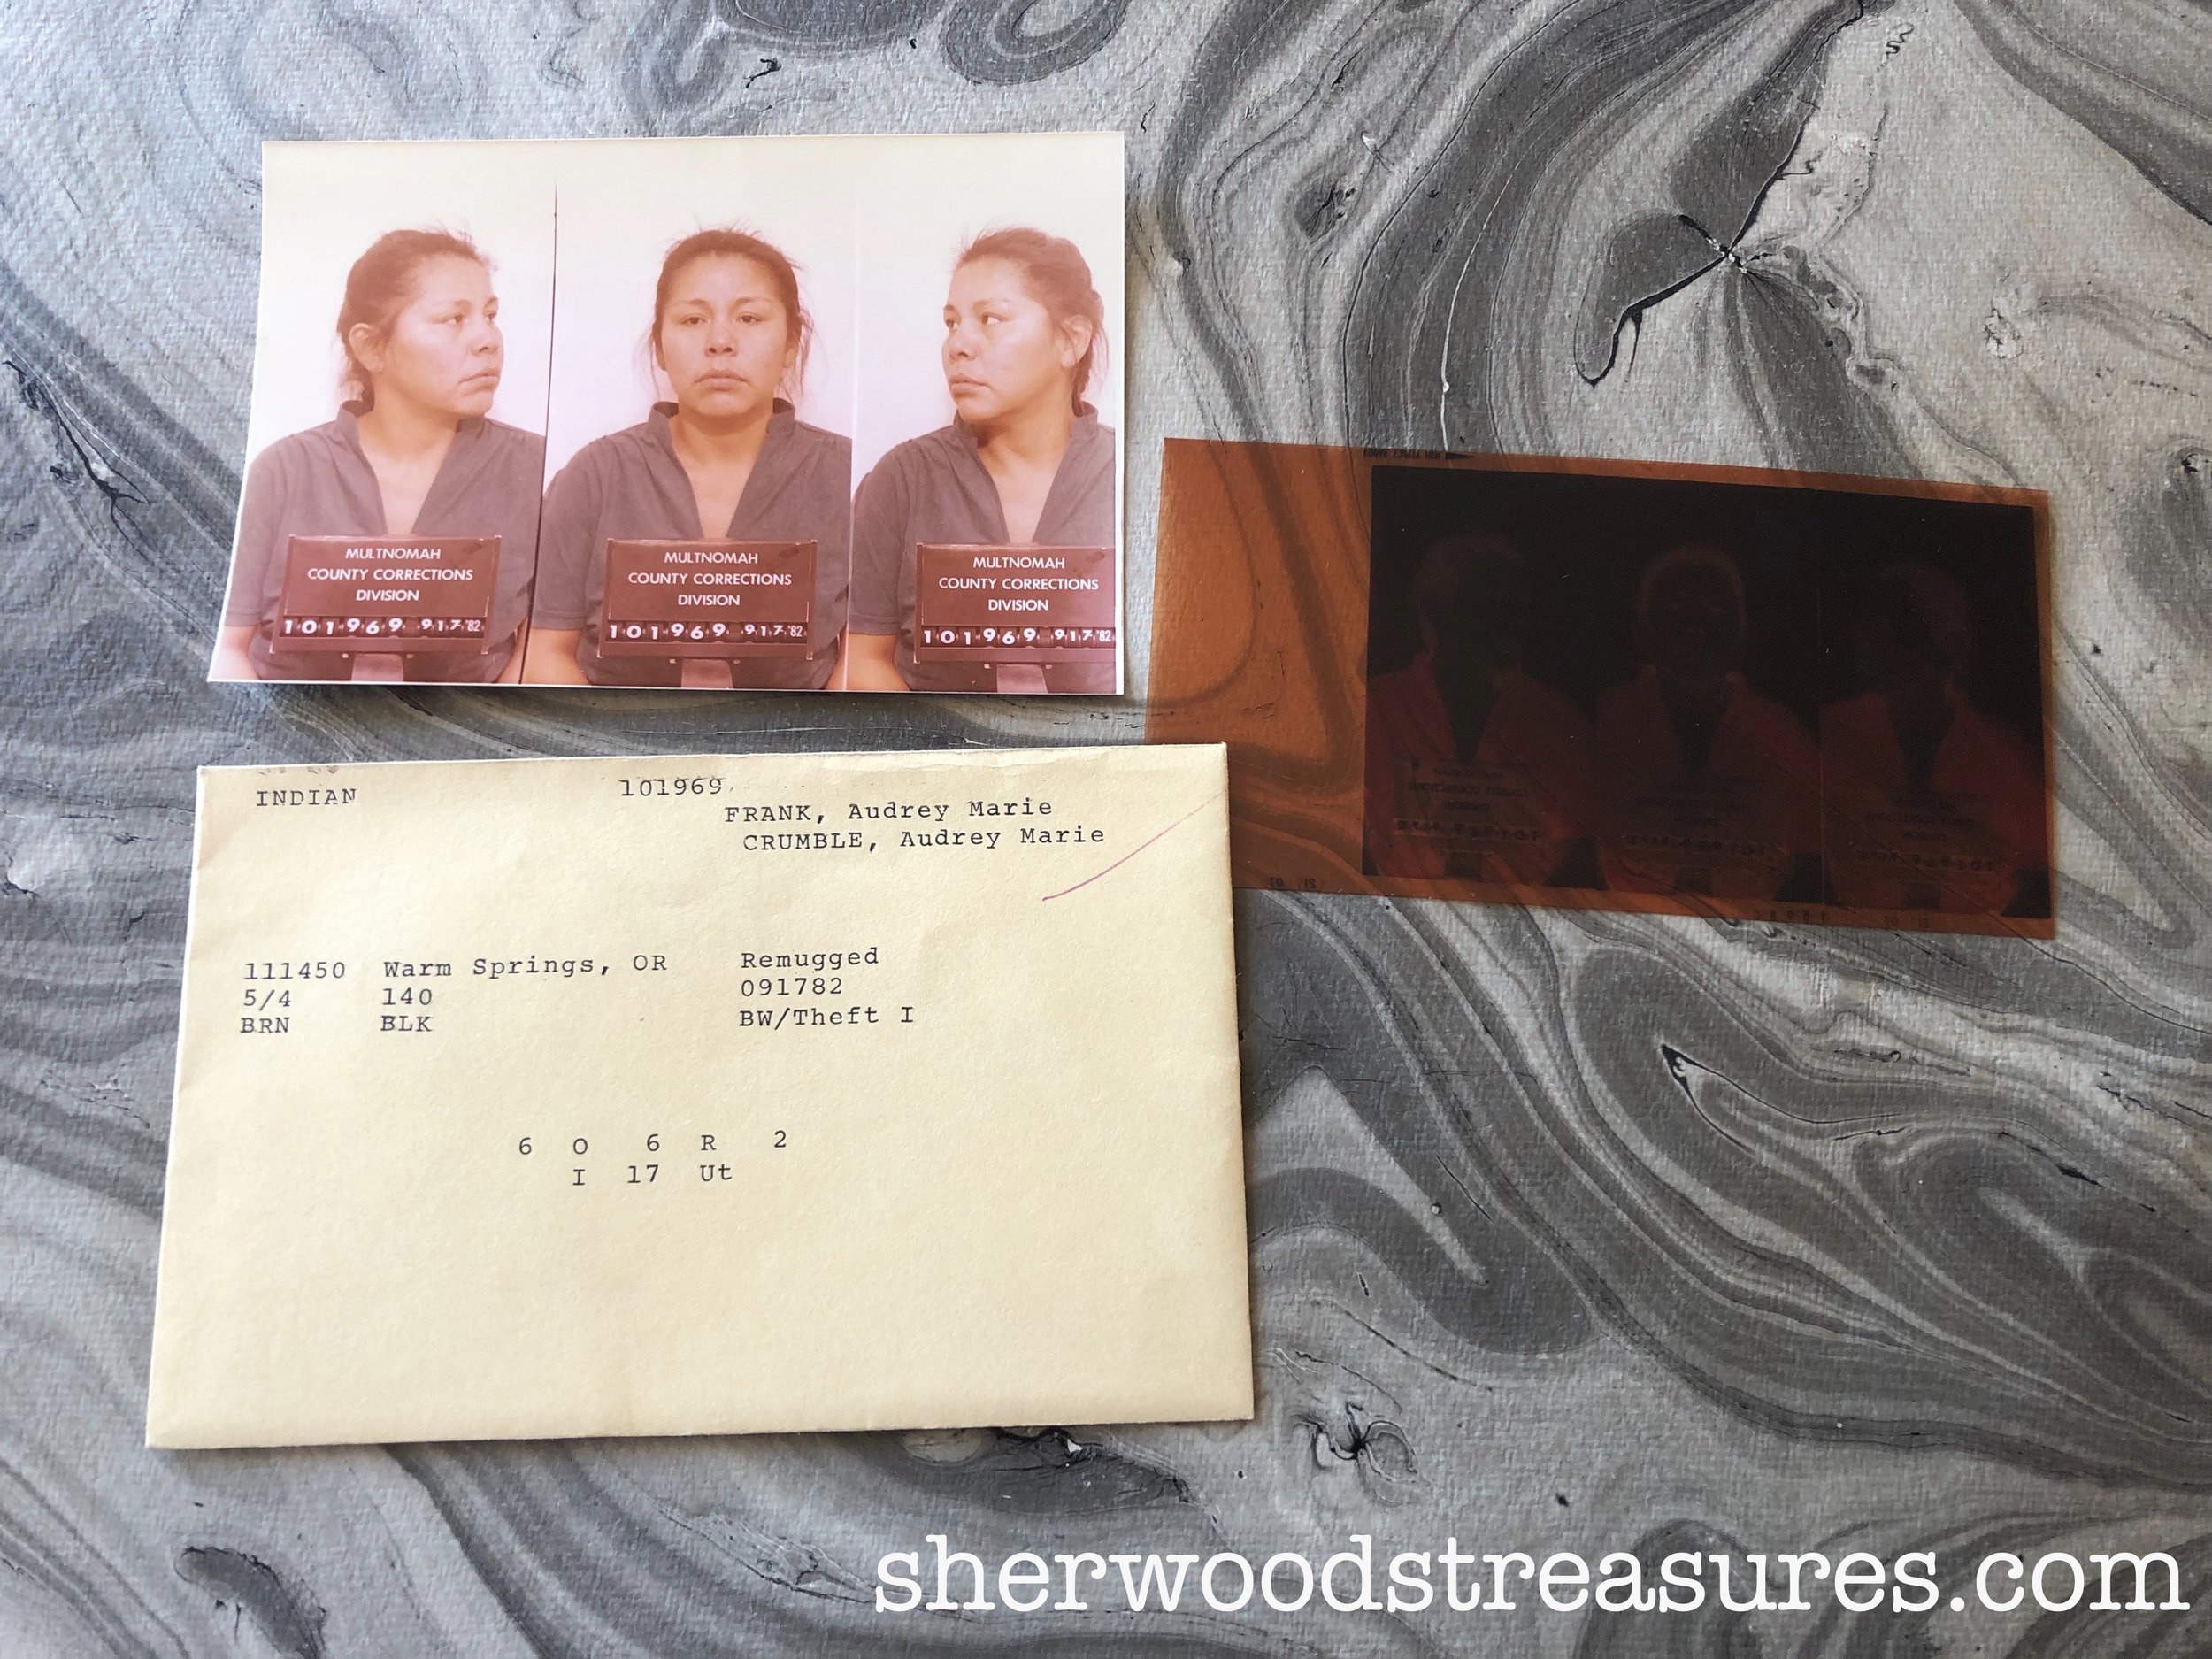 MULTNOMAH
COUNTY CORRECTIONS
DIVISION
101969 917'82
MULTNOMAH
COUNTY CORRECTIONS
DIVISION
101969 917'82
MULTNOMAH
COUNTY CORRECTIONS
DIVISION
101969 917'82
INDIAN 101969
FRANK, Audrey Marie
CRUMBLE, Audrey Marie
111450 Warm Springs, OR Remugged
5/4 140 091782
BRN BLK BW/Theft I
6 O 6 R 2
I 17 Ut
sherwoodstreasures.com